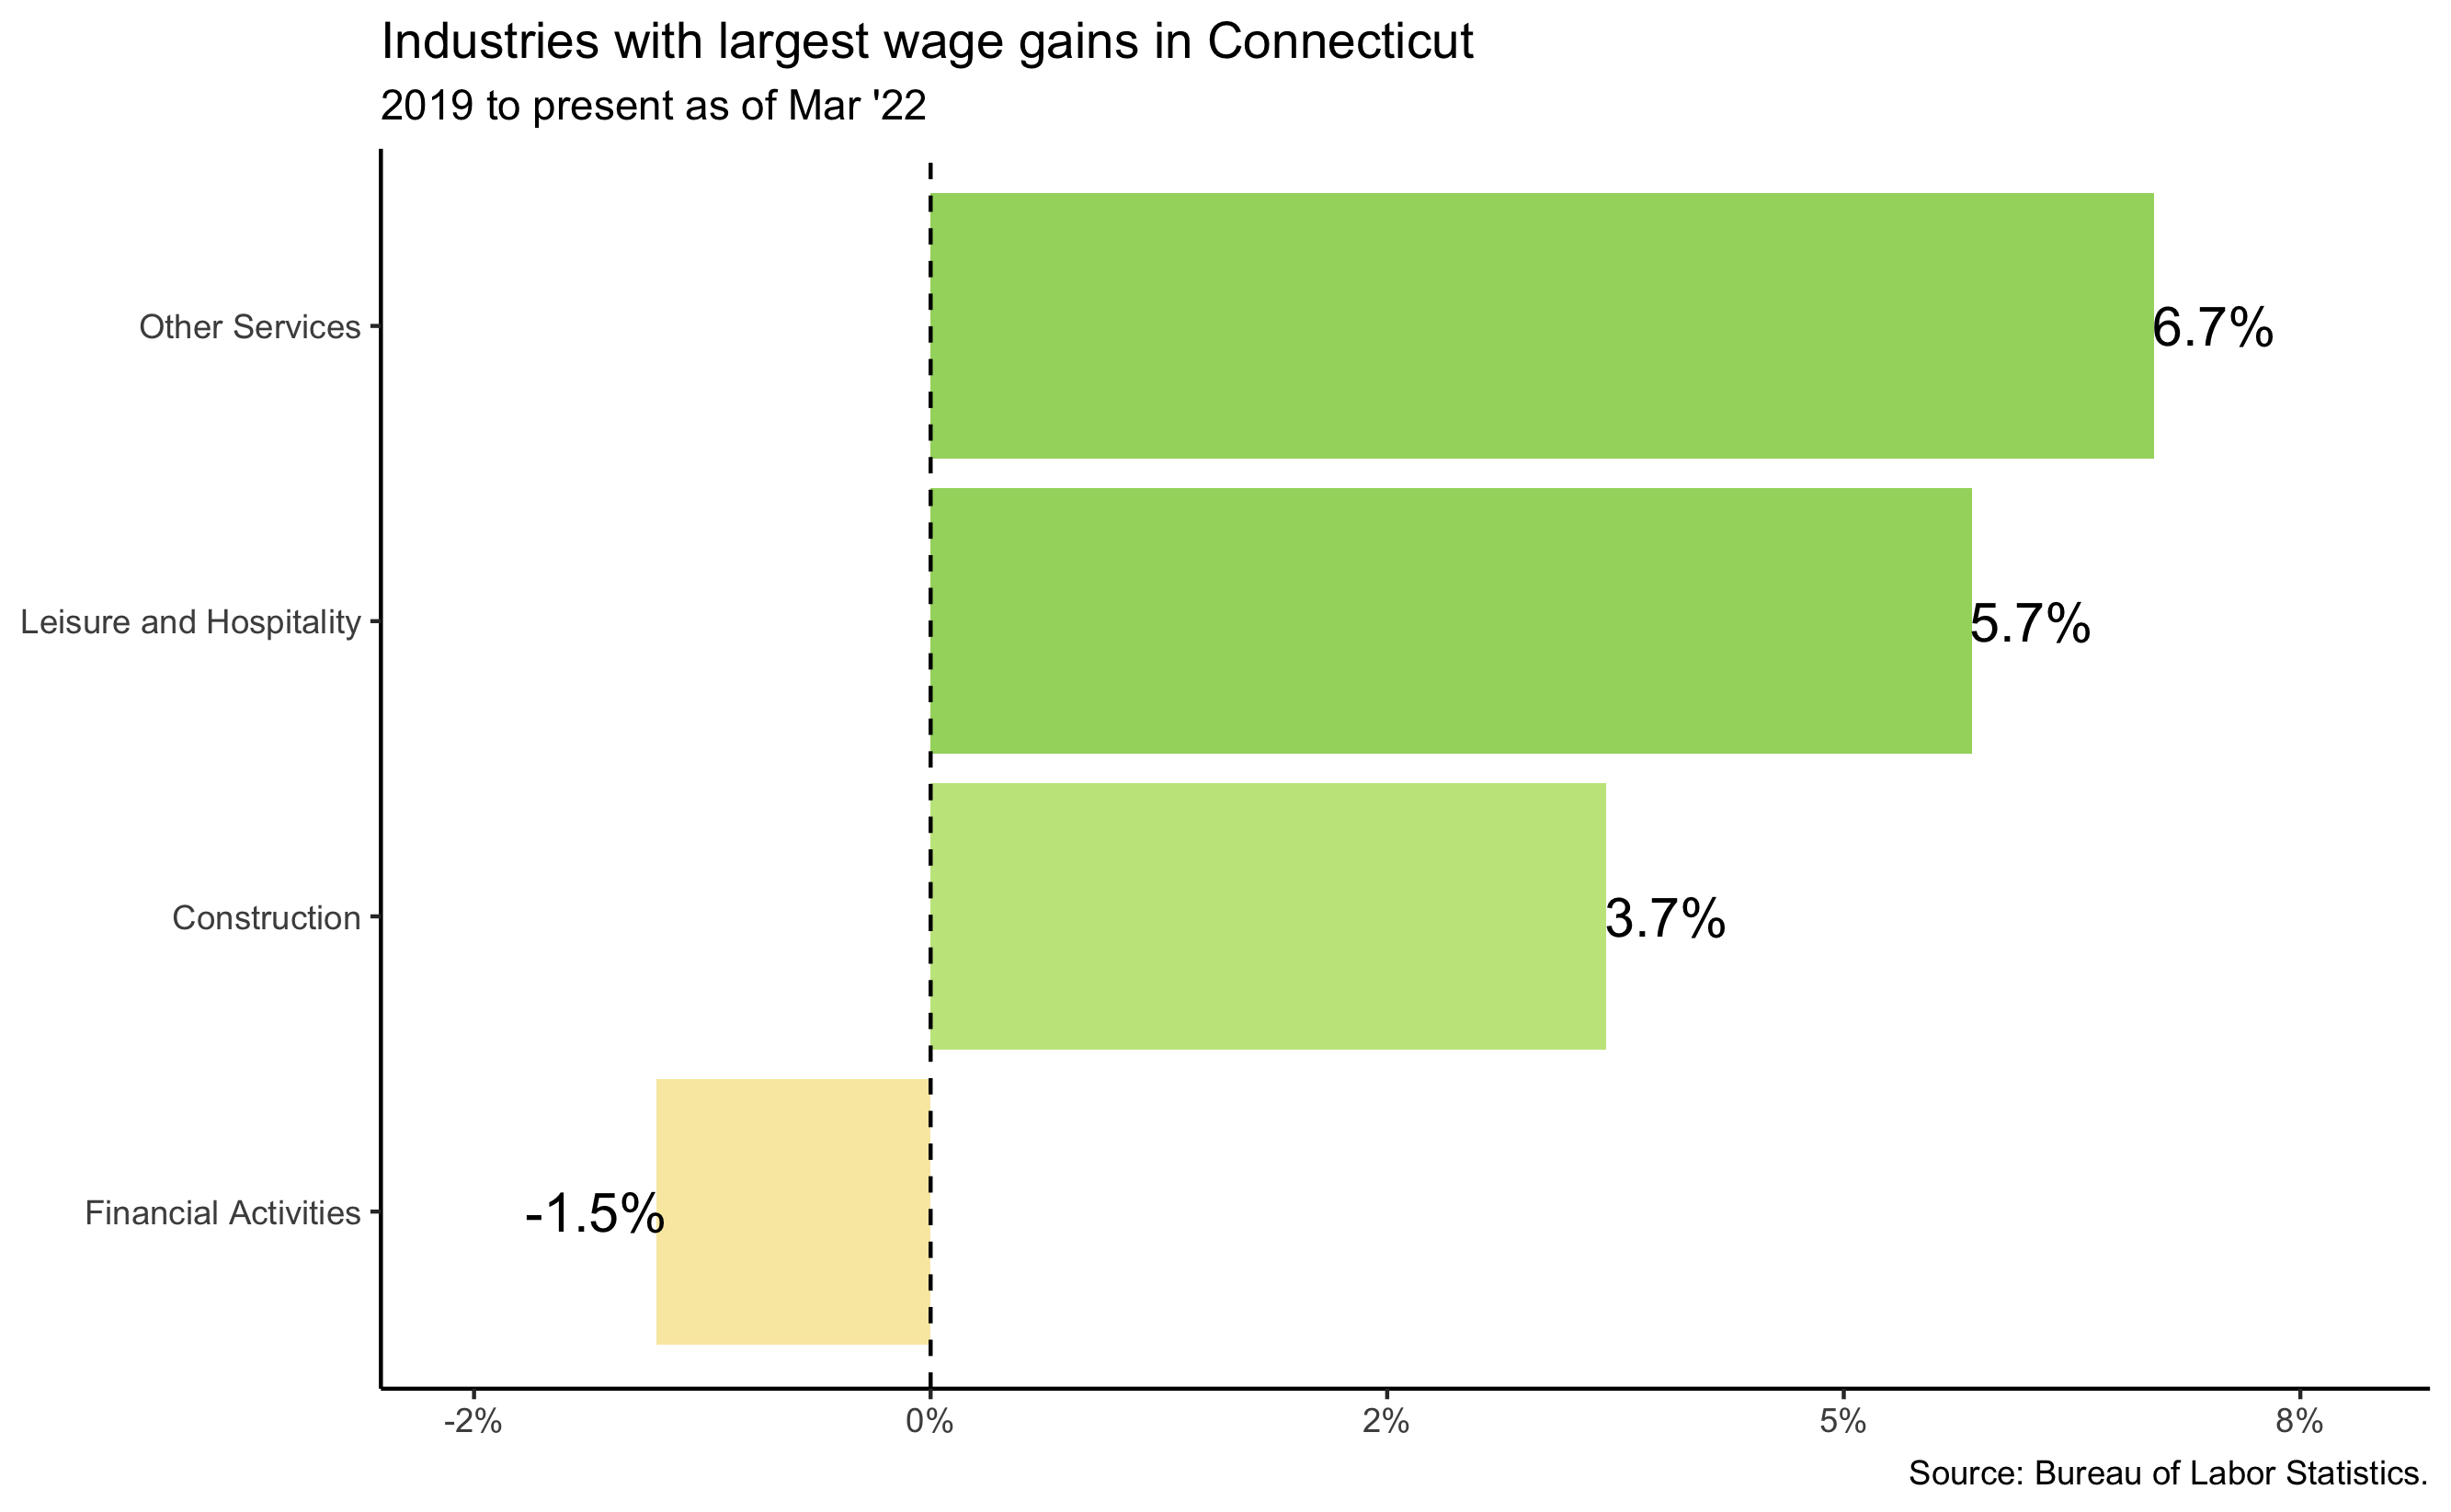 Industries with largest wage gains in Connecticut
2019 to present as of Mar '22
Other Services
6.7%
Leisure and Hospitality
5.7%
Construction
3.7%
Financial Activities
-1.5%
-2% 0% 2% 5% 8%
Source: Bureau of Labor Statistics.